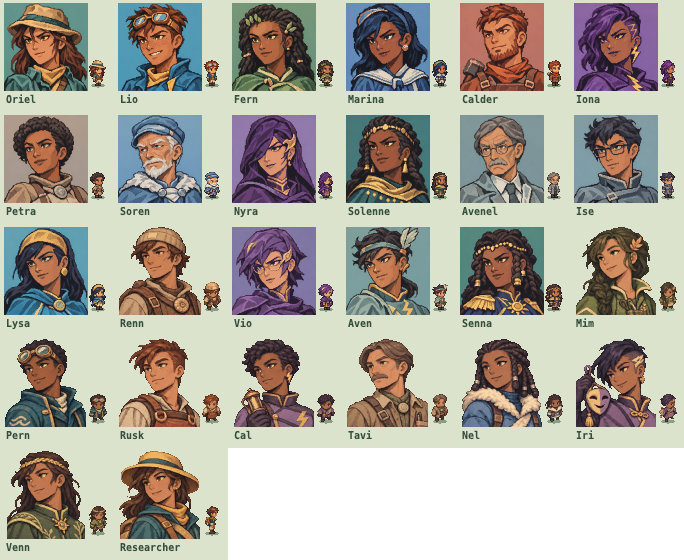 Oriel
Lio
Fern
Marina
Calder
Iona
Petra
Soren
Nyra
Solenne
Avenel
Ise
Lysa
Renn
Vio
Aven
Senna
Mim
Pern
Rusk
Cal
Tavi
Nel
Iri
Venn
Researcher